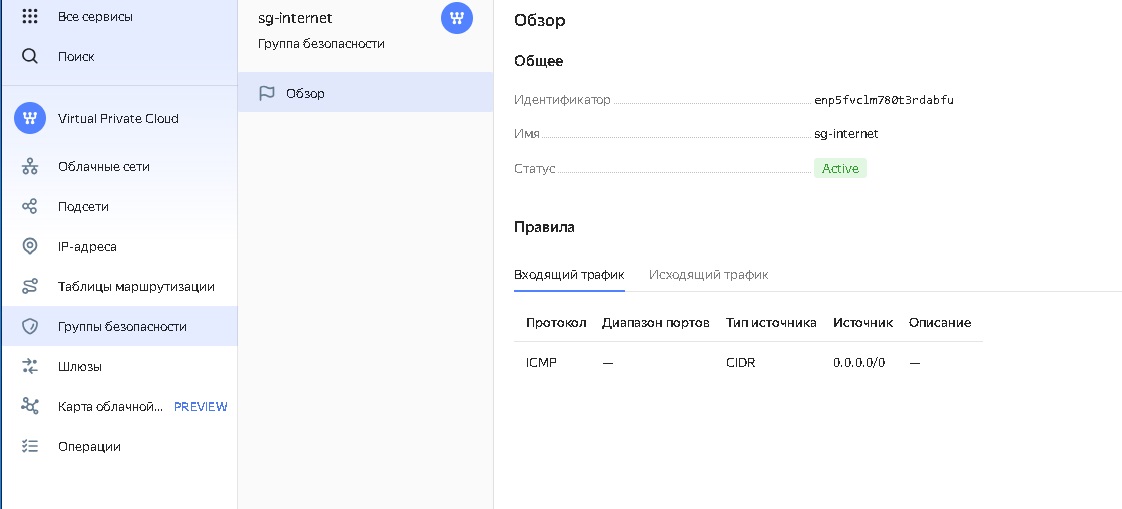 Все сервисы
Поиск
Virtual Private Cloud
Облачные сети
Подсети
IP-адреса
Таблицы маршрутизации
Группы безопасности
Шлюзы
Карта облачной... PREVIEW
Операции
sg-internet
Группа безопасности
Обзор
Обзор
Общее
Идентификатор enp5fvclm780t3rdabfu
Имя sg-internet
Статус Active
Правила
Входящий трафик Исходящий трафик
Протокол Диапазон портов Тип источника Источник Описание
ICMP — CIDR 0.0.0.0/0 —